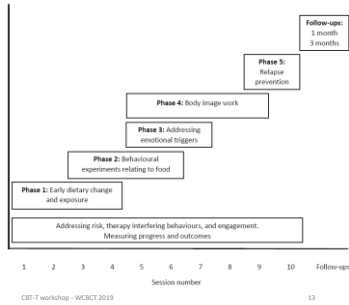 Follow-ups:
1 month
3 months
Phase 5:
Relapse
prevention
Phase 4: Body image work
Phase 3: Addressing
emotional triggers
Phase 2: Behavioural
experiments relating to food
Phase 1: Early dietary change
and exposure
Addressing risk, therapy interfering behaviours, and engagement.
Measuring progress and outcomes
1 2 3 4 5 6 7 8 9 10 Follow-ups
Session number
CBT-T workshop - WCBCT 2019 13